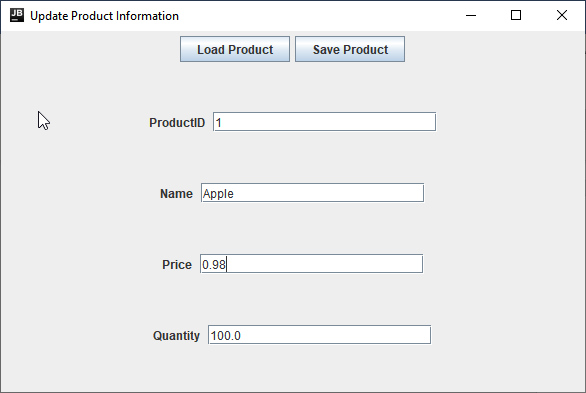 JB Update Product Information
Load Product Save Product
ProductID 1
Name Apple
Price 0.98
Quantity 100.0